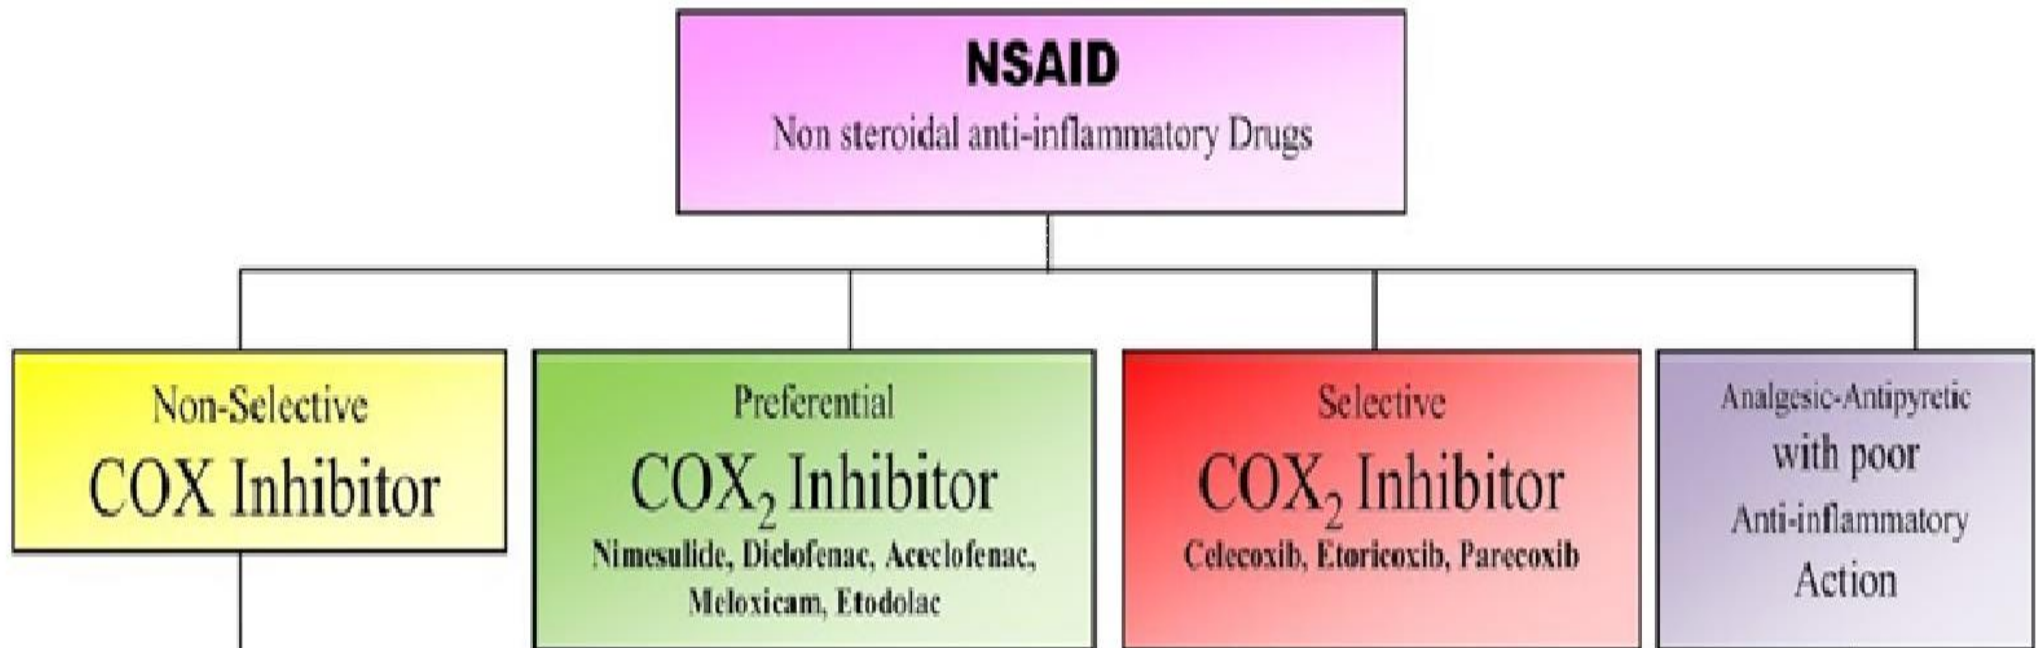 NSAID
Non steroidal anti-inflammatory Drugs
Non-Selective
COX Inhibitor
Preferential
COX₂ Inhibitor
Nimesulide, Diclofenac, Aceclofenac,
Meloxicam, Etodolac
Selective
COX₂ Inhibitor
Celecoxib, Etoricoxib, Parecoxib
Analgesic-Antipyretic
with poor
Anti-inflammatory
Action